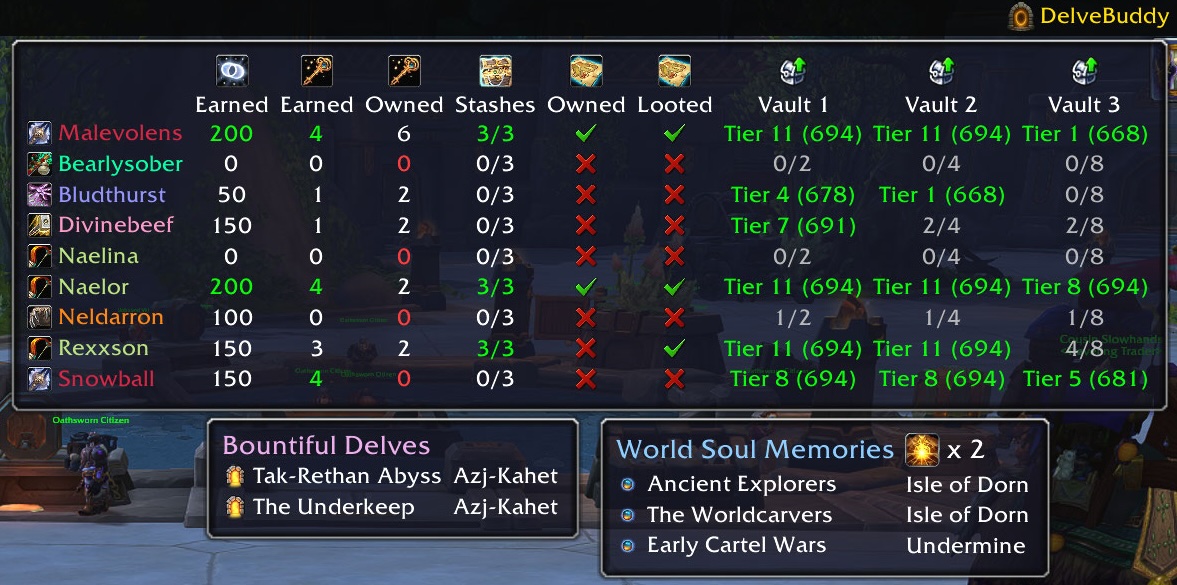 DelveBuddy
Earned Earned Owned Stashes Owned Looted Vault 1 Vault 2 Vault 3
Malevolens 200 4 6 3/3 Tier 11 (694) Tier 11 (694) Tier 1 (668)
Bearlysober 0 0 0 0/3 0/2 0/4 0/8
Bludthurst 50 1 2 0/3 Tier 4 (678) Tier 1 (668) 0/8
Divinebeef 150 1 2 0/3 Tier 7 (691) 2/4 2/8
Naelina 0 0 0 0/3 0/2 0/4 0/8
Naelor 200 4 2 3/3 Tier 11 (694) Tier 11 (694) Tier 8 (694)
Neldarron 100 0 0 0/3 1/2 1/4 1/8
Rexxson 150 3 2 3/3 Tier 11 (694) Tier 11 (694) 4/8
Snowball 150 4 0 0/3 Tier 8 (694) Tier 8 (694) Tier 5 (681)
Oathsworn Citizen
Bountiful Delves
Tak-Rethan Abyss Azj-Kahet
The Underkeep Azj-Kahet
World Soul Memories x 2
Ancient Explorers Isle of Dorn
The Worldcarvers Isle of Dorn
Early Cartel Wars Undermine